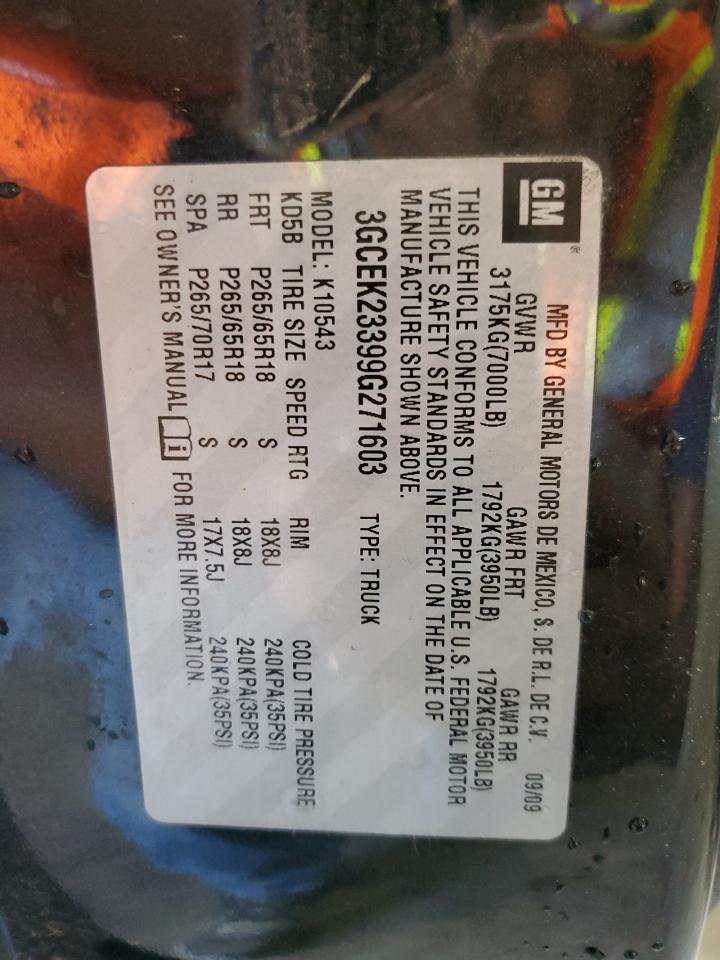 GM
MFD BY GENERAL MOTORS DE MEXICO, S. DE R.L. DE C.V. 09/09
GVWR GAWR FRT GAWR RR
3175KG(7000LB) 1792KG(3950LB) 1792KG(3950LB)
THIS VEHICLE CONFORMS TO ALL APPLICABLE U.S. FEDERAL MOTOR
VEHICLE SAFETY STANDARDS IN EFFECT ON THE DATE OF
MANUFACTURE SHOWN ABOVE.
3GCEK23399G271603 TYPE: TRUCK
MODEL: K10543
KD5B TIRE SIZE SPEED RTG RIM COLD TIRE PRESSURE
FRT P265/65R18 S 18X8J 240KPA(35PSI)
RR P265/65R18 S 18X8J 240KPA(35PSI)
SPA P265/70R17 S 17X7.5J 240KPA(35PSI)
SEE OWNER'S MANUAL i FOR MORE INFORMATION.